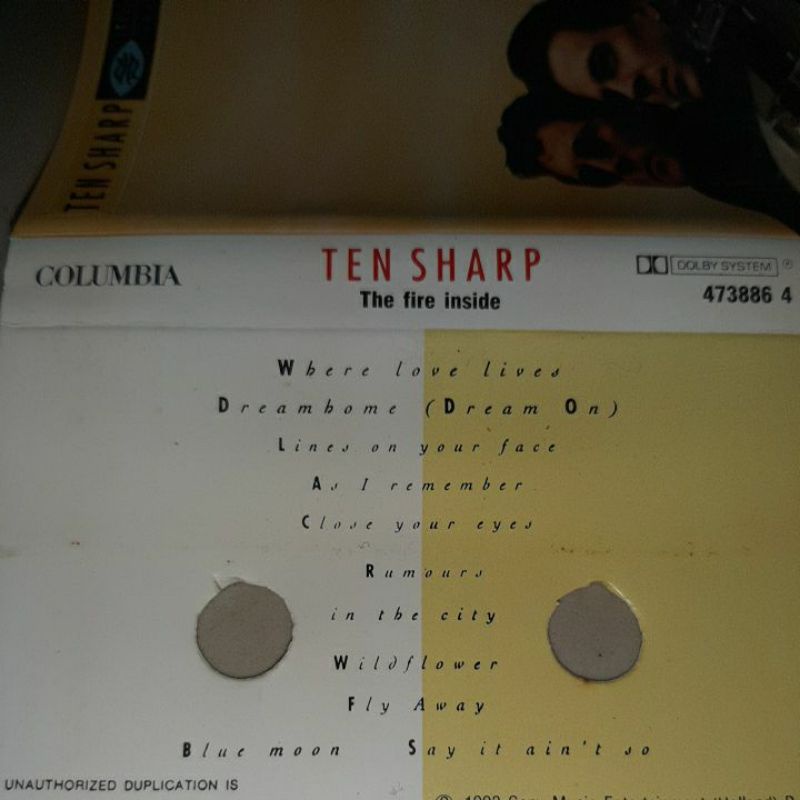 TEN SHARP
COLUMBIA
TEN SHARP
The fire inside
DOLBY SYSTEM
473886 4
Where love lives
Dreamhome (Dream On)
Lines on your face
As I remember
Close your eyes
Rumours
in the city
Wildflower
Fly Away
Blue moon Say it ain't so
UNAUTHORIZED DUPLICATION IS